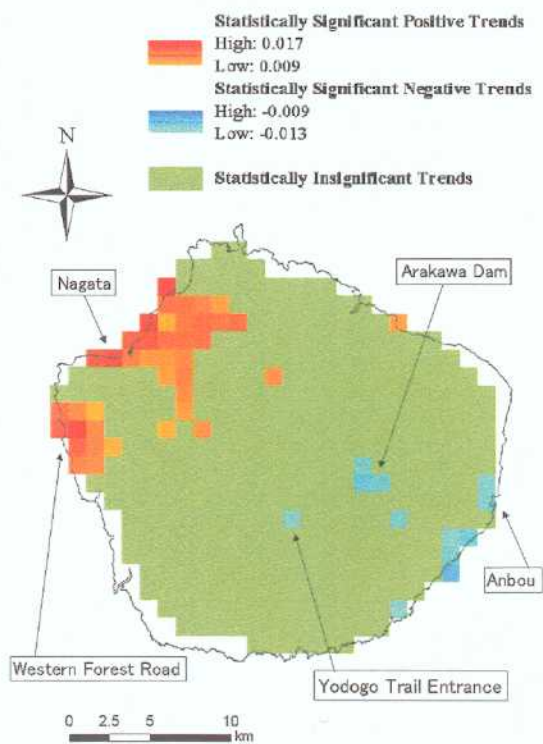 Statistically Significant Positive Trends
High: 0.017
Low: 0.009
Statistically Significant Negative Trends
High: -0.009
Low: -0.013
Statistically Insignificant Trends
N
Nagata
Arakawa Dam
Anbou
Western Forest Road
Yodogo Trail Entrance
0 2.5 5 10
km